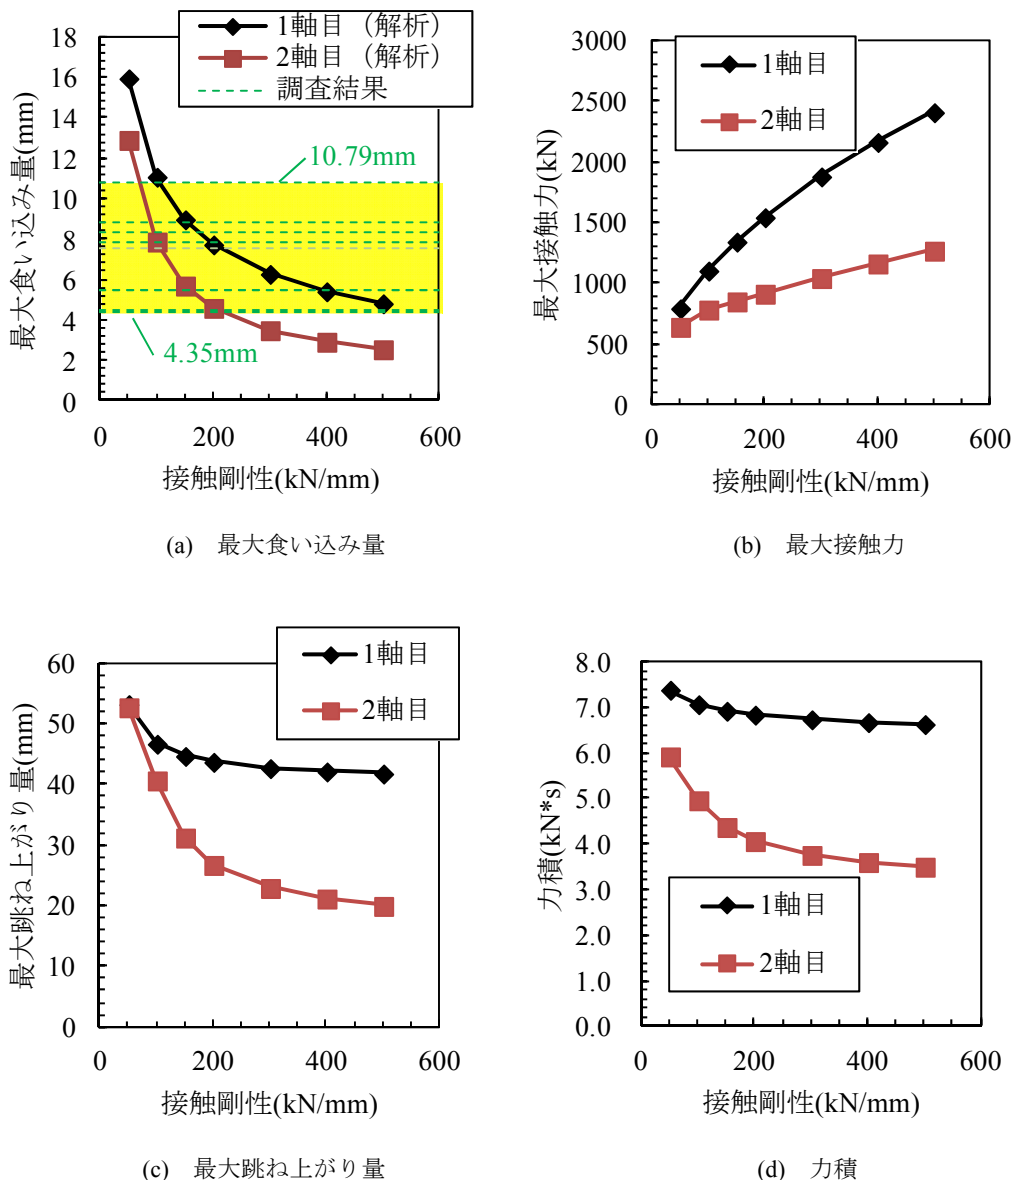 1軸目（解析）
2軸目（解析）
調査結果
最大食い込み量(mm)
18
16
14
12
10
8
6
4
2
0
10.79mm
4.35mm
0 200 400 600
接触剛性(kN/mm)
(a) 最大食い込み量
1軸目
2軸目
最大接触力(kN)
3000
2500
2000
1500
1000
500
0
0 200 400 600
接触剛性(kN/mm)
(b) 最大接触力
1軸目
2軸目
最大跳ね上がり量(mm)
60
50
40
30
20
10
0
0 200 400 600
接触剛性(kN/mm)
(c) 最大跳ね上がり量
力積(kN*s)
8.0
7.0
6.0
5.0
4.0
3.0
2.0
1.0
0.0
1軸目
2軸目
0 200 400 600
接触剛性(kN/mm)
(d) 力積